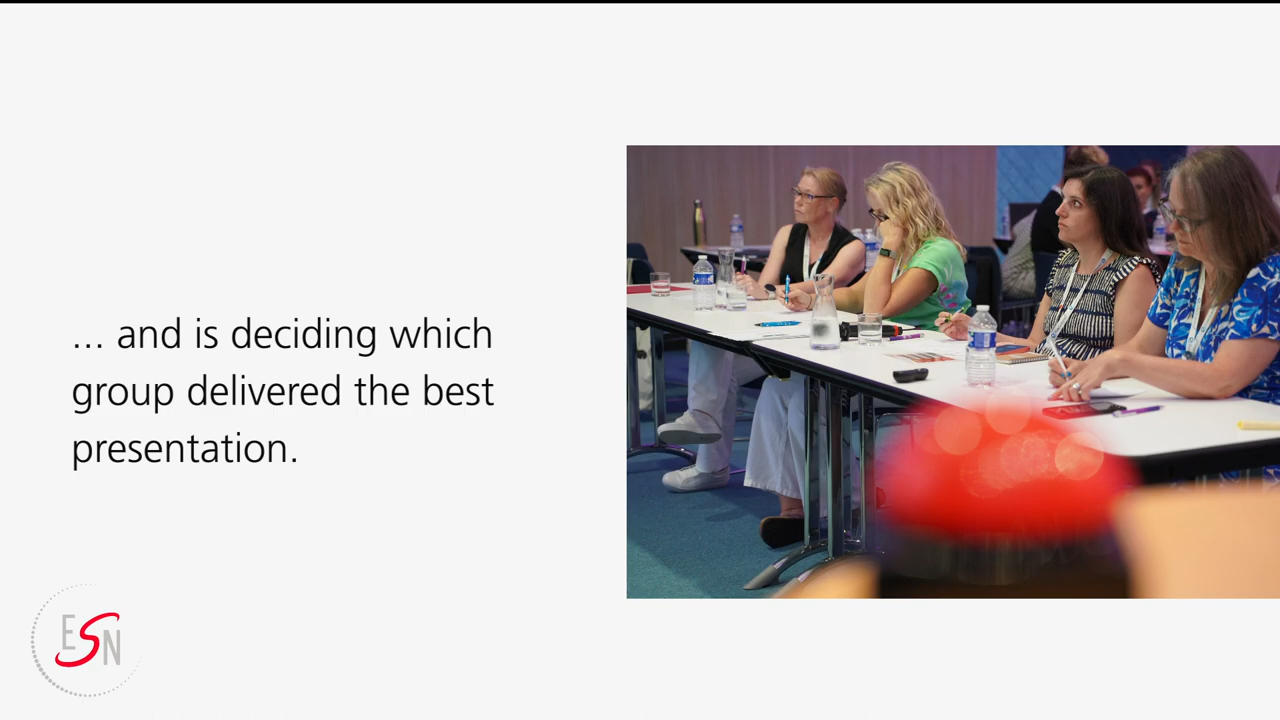 ... and is deciding which
group delivered the best
presentation.
ESN